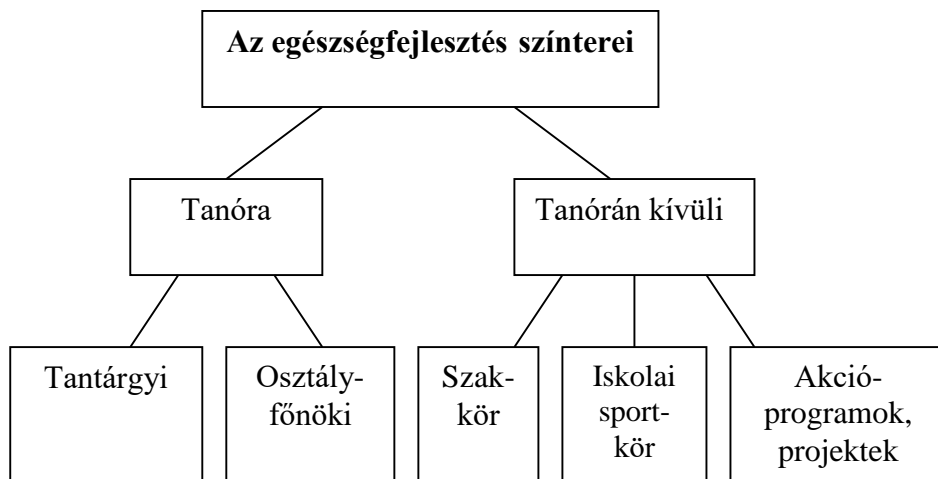 Az egészségfejlesztés színterei
Tanóra
Tanórán kívüli
Tantárgyi
Osztály-
főnöki
Szak-
kör
Iskolai
sport-
kör
Akció-
programok,
projektek